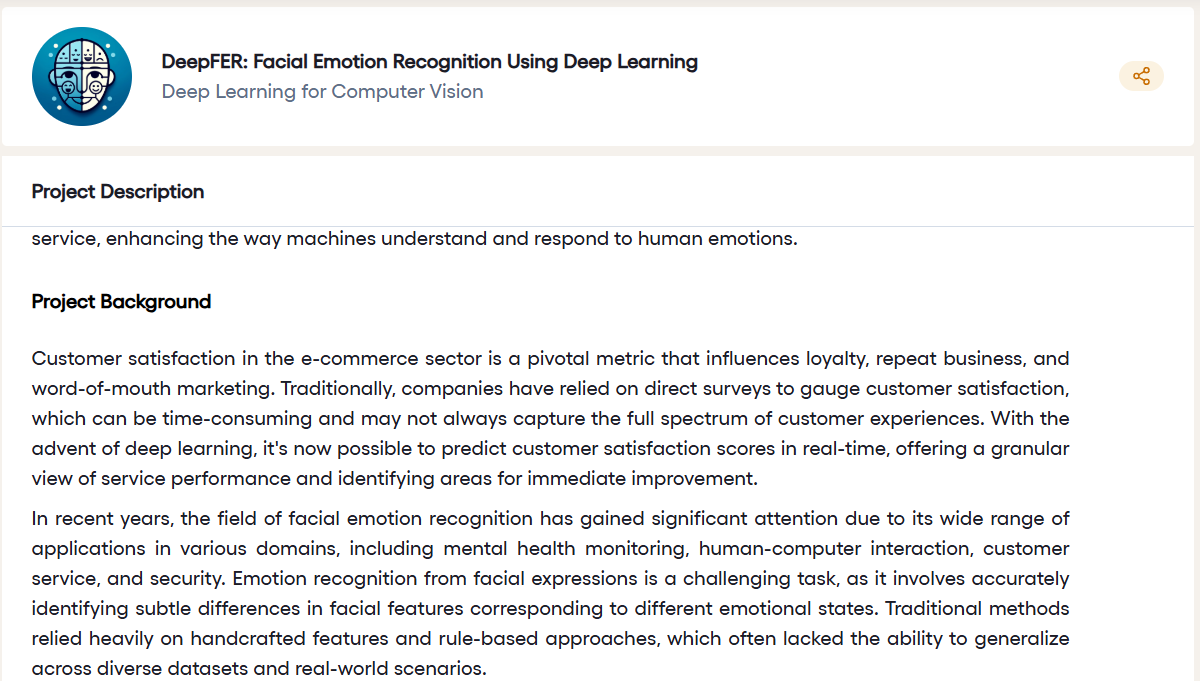 DeepFER: Facial Emotion Recognition Using Deep Learning
Deep Learning for Computer Vision
Project Description
service, enhancing the way machines understand and respond to human emotions.
Project Background
Customer satisfaction in the e-commerce sector is a pivotal metric that influences loyalty, repeat business, and
word-of-mouth marketing. Traditionally, companies have relied on direct surveys to gauge customer satisfaction,
which can be time-consuming and may not always capture the full spectrum of customer experiences. With the
advent of deep learning, it's now possible to predict customer satisfaction scores in real-time, offering a granular
view of service performance and identifying areas for immediate improvement.
In recent years, the field of facial emotion recognition has gained significant attention due to its wide range of
applications in various domains, including mental health monitoring, human-computer interaction, customer
service, and security. Emotion recognition from facial expressions is a challenging task, as it involves accurately
identifying subtle differences in facial features corresponding to different emotional states. Traditional methods
relied heavily on handcrafted features and rule-based approaches, which often lacked the ability to generalize
across diverse datasets and real-world scenarios.